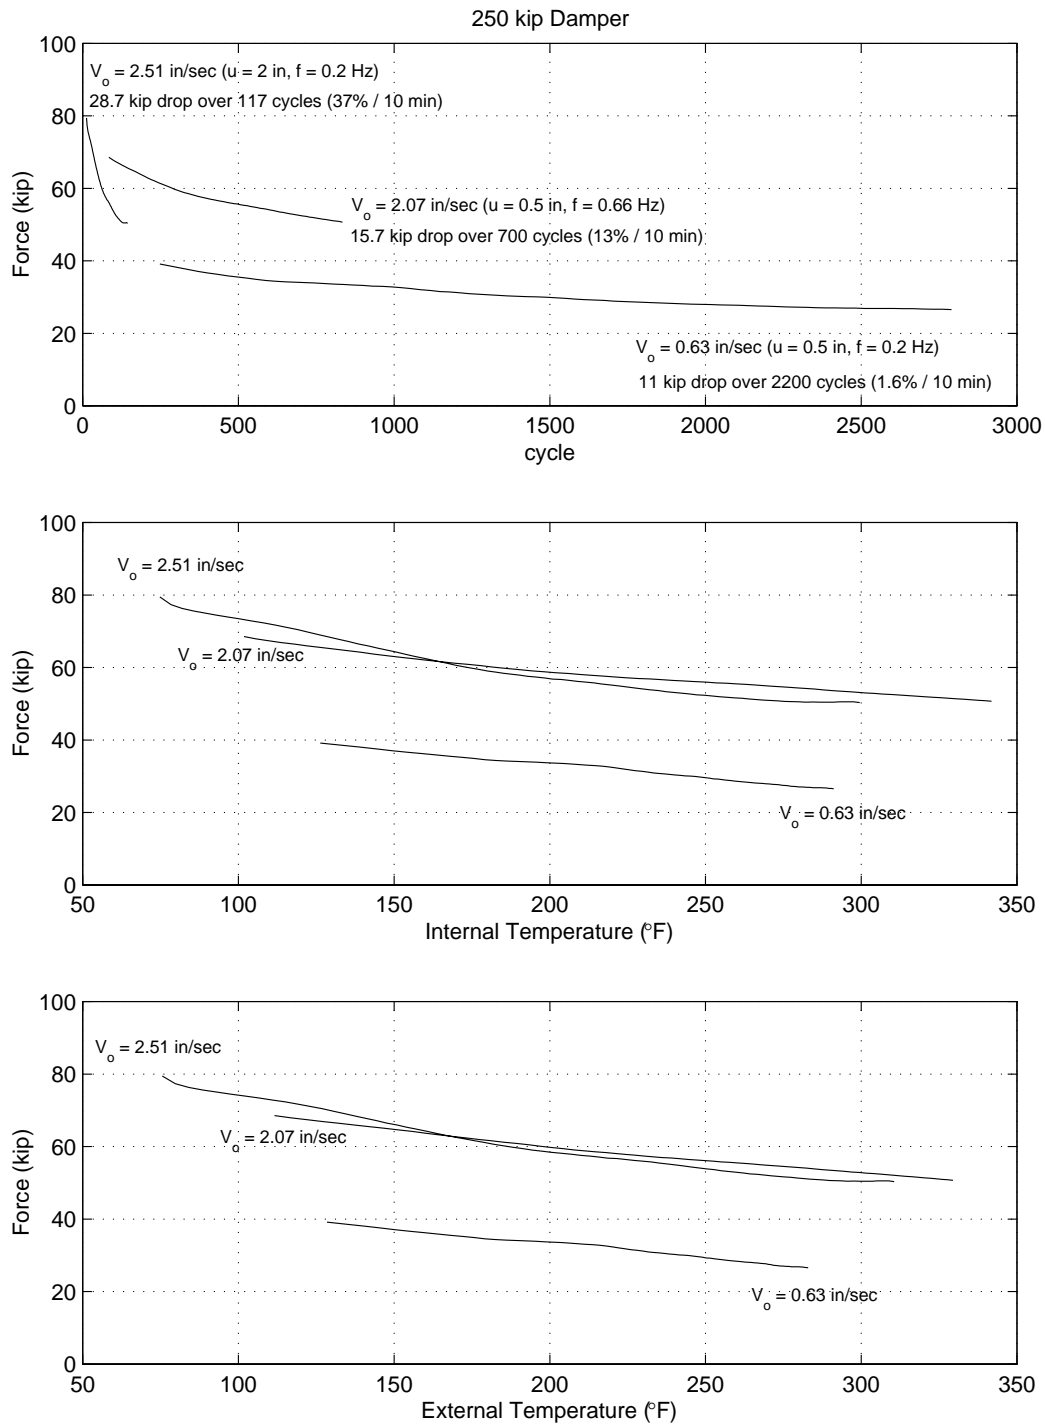 250 kip Damper
100
80
60
40
20
0
Force (kip)
V_o = 2.51 in/sec (u = 2 in, f = 0.2 Hz)
28.7 kip drop over 117 cycles (37% / 10 min)
V_o = 2.07 in/sec (u = 0.5 in, f = 0.66 Hz)
15.7 kip drop over 700 cycles (13% / 10 min)
V_o = 0.63 in/sec (u = 0.5 in, f = 0.2 Hz)
11 kip drop over 2200 cycles (1.6% / 10 min)
0 500 1000 1500 2000 2500 3000
cycle
100
80
60
40
20
0
Force (kip)
V_o = 2.51 in/sec
V_o = 2.07 in/sec
V_o = 0.63 in/sec
50 100 150 200 250 300 350
Internal Temperature (°F)
100
80
60
40
20
0
Force (kip)
V_o = 2.51 in/sec
V_o = 2.07 in/sec
V_o = 0.63 in/sec
50 100 150 200 250 300 350
External Temperature (°F)